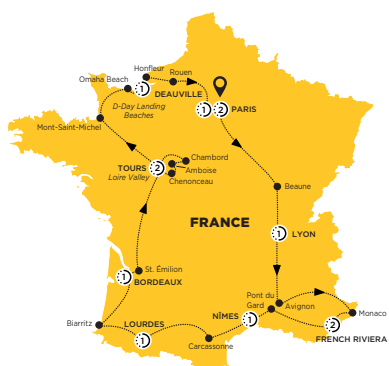 Honfleur
Rouen
Omaha Beach
1
DEAUVILLE
1
2
PARIS
D-Day Landing
Beaches
Mont-Saint-Michel
Chambord
TOURS
2
Amboise
Loire Valley
Chenonceau
Beaune
FRANCE
1
LYON
St. Émilion
1
BORDEAUX
Pont du
Gard
Avignon
Monaco
Biarritz
LOURDES
1
NÎMES
1
2
FRENCH RIVIERA
Carcassonne